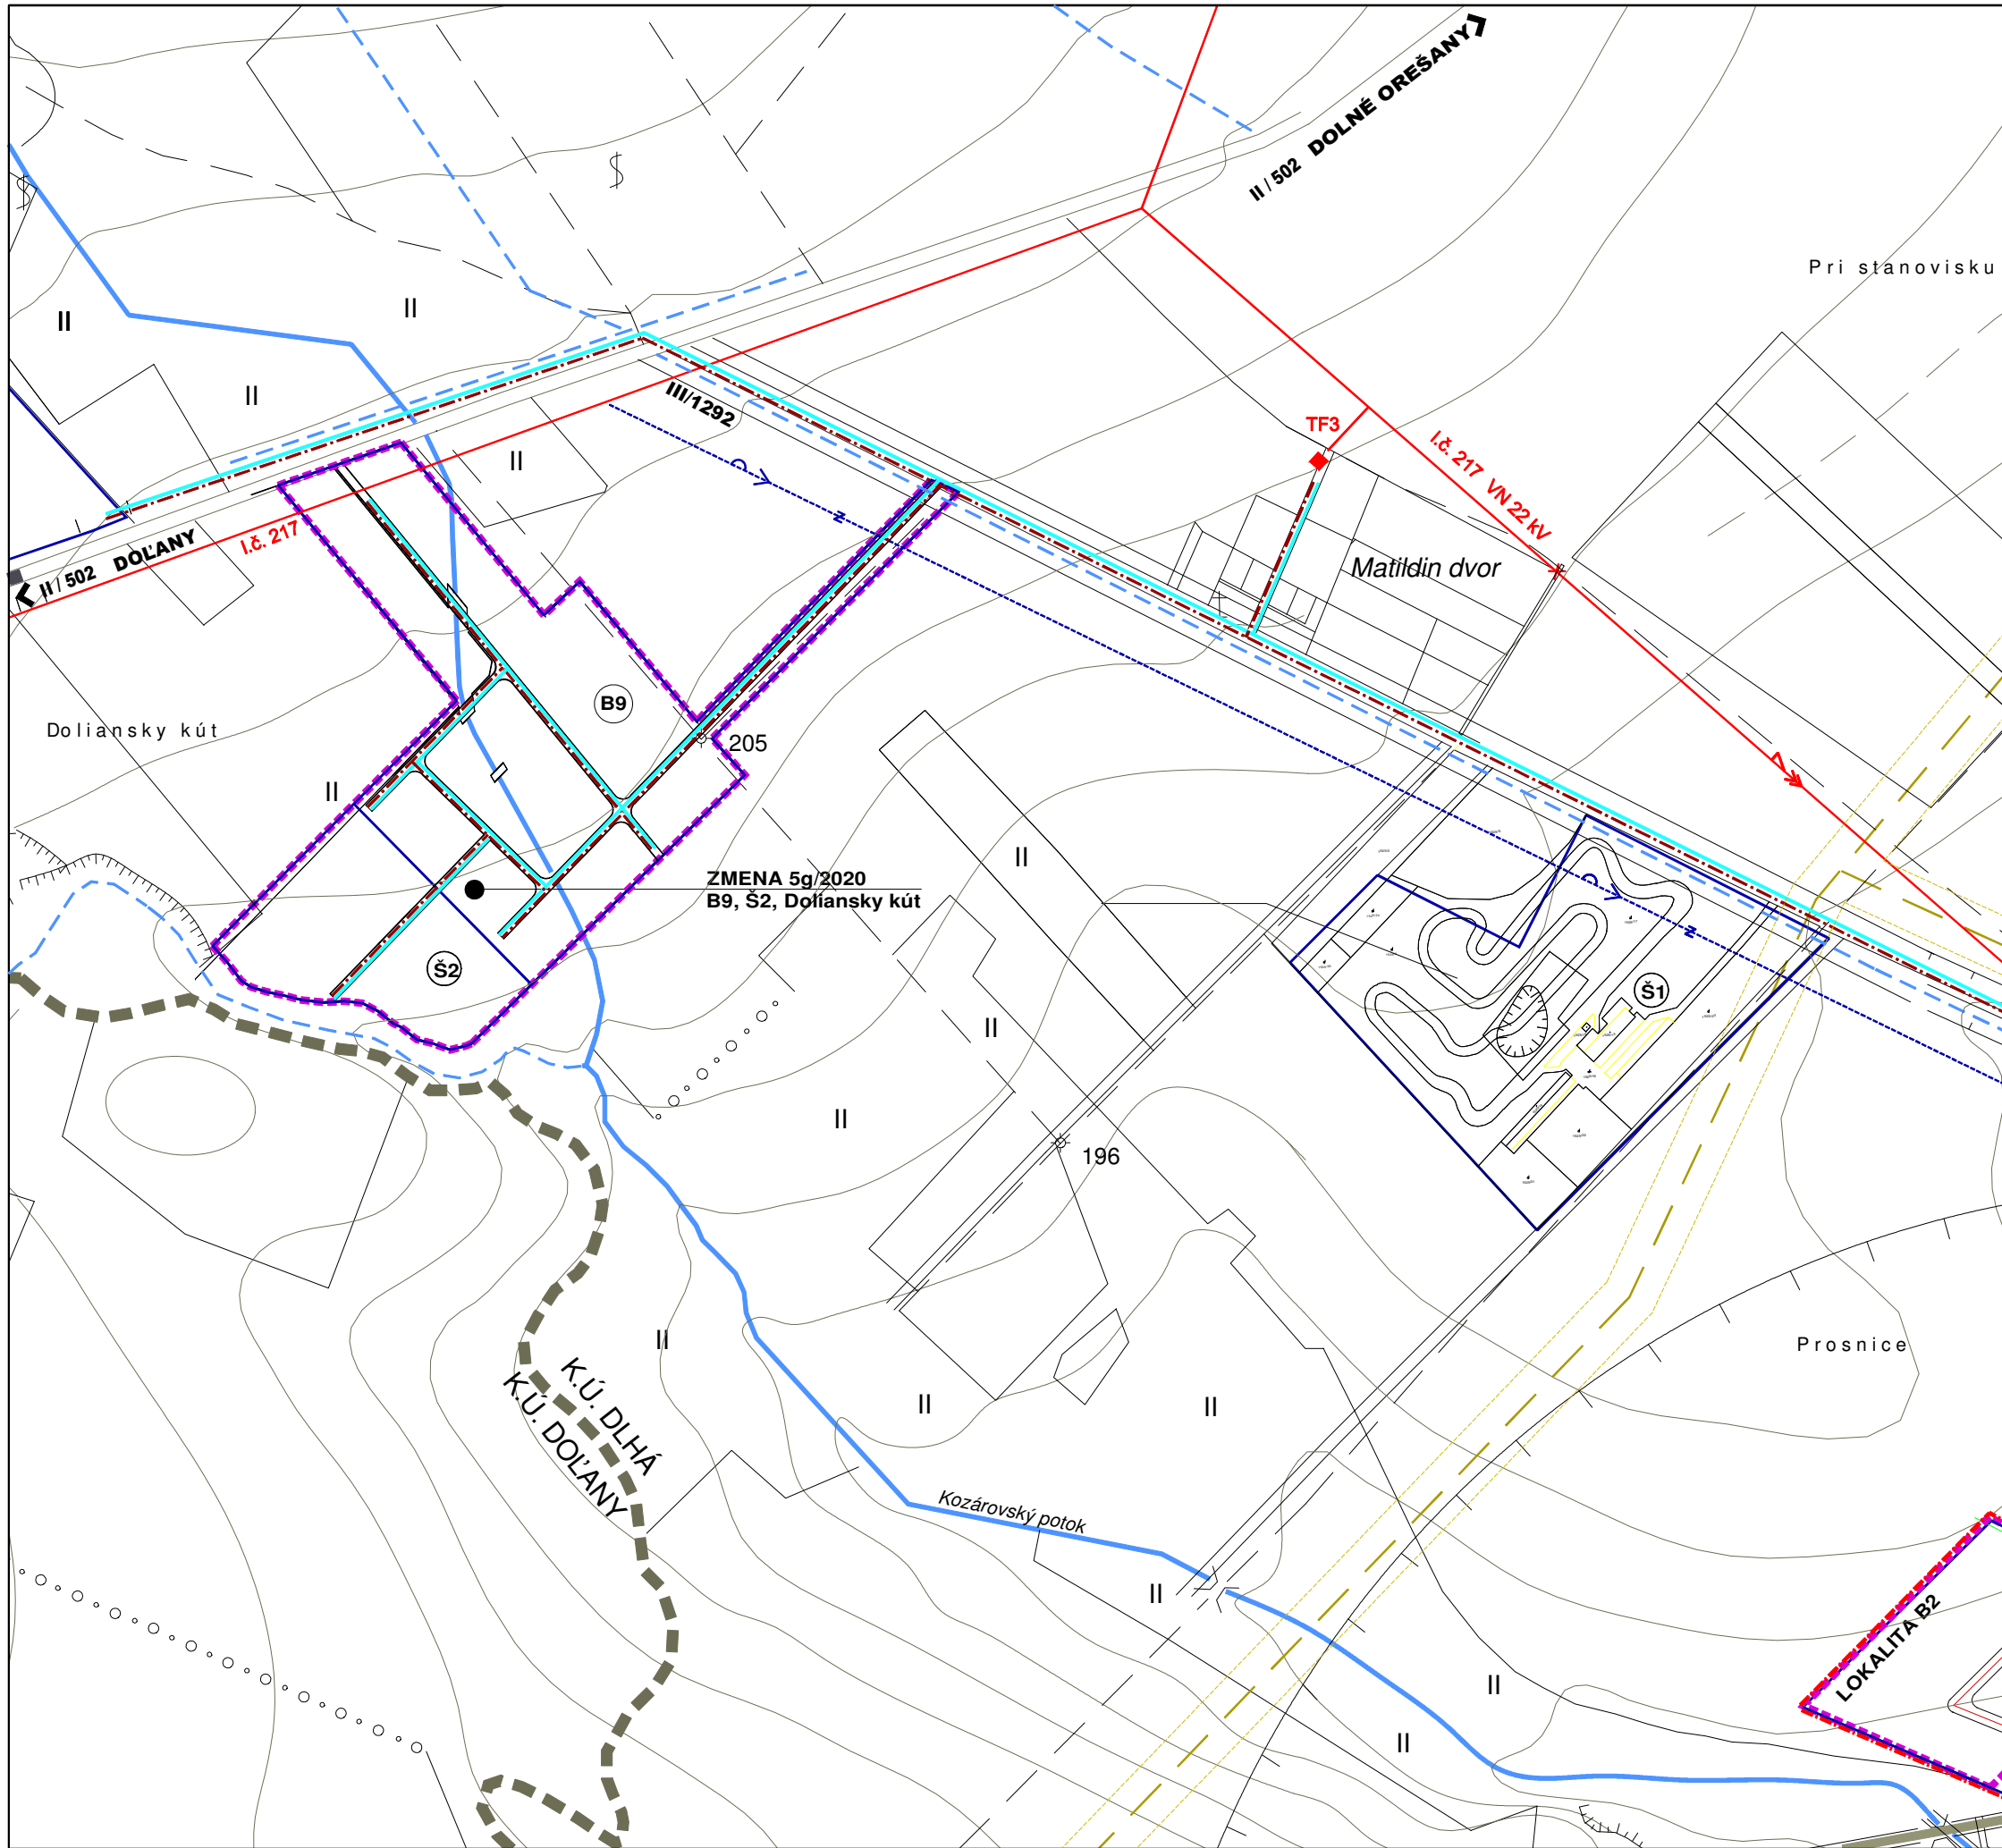 II / 502 DOLNÉ OREŠANY
Pri stanovisku
II
II
II
III/1292
TF3
l.č. 217 VN 22 kV
II
l.č. 217
II / 502 DOĽANY
Matildin dvor
B9
Doliansky kút
205
II
ZMENA 5g/2020
B9, Š2, Doliansky kút
II
Š2
Š1
II
II
196
II
Prosnice
K.Ú. DLHÁ
K.Ú. DOĽANY
II
II
Kozárovský potok
II
LOKALITA B2
II
II